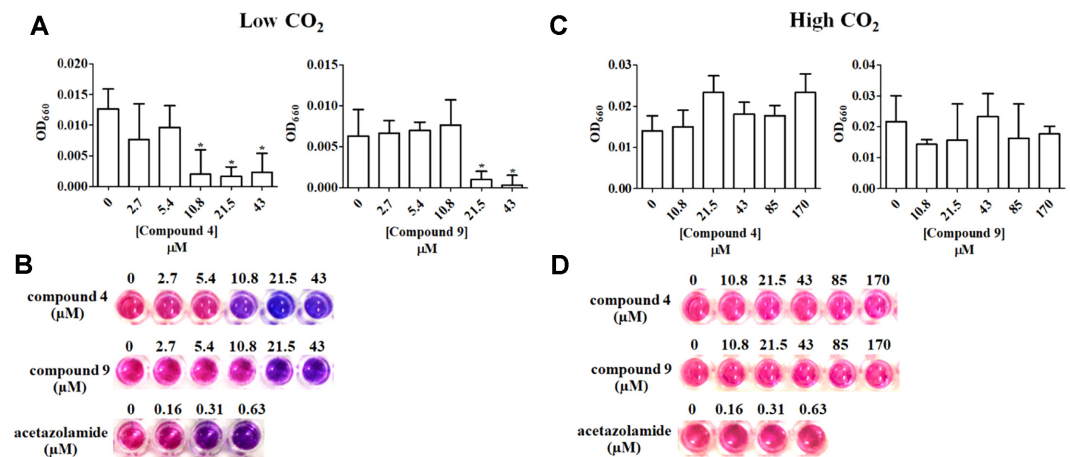 A
Low CO2
C
High CO2
OD660
0.020
0.015
0.010
0.005
0.000
* * *
0 2.7 5.4 10.8 21.5 43
[Compound 4]
µM
OD660
0.015
0.010
0.005
0.000
* *
0 2.7 5.4 10.8 21.5 43
[Compound 9]
µM
OD660
0.03
0.02
0.01
0.00
0 10.8 21.5 43 85 170
[Compound 4]
µM
OD660
0.04
0.03
0.02
0.01
0.00
0 10.8 21.5 43 85 170
[Compound 9]
µM
B
0 2.7 5.4 10.8 21.5 43
compound 4
(µM)
0 2.7 5.4 10.8 21.5 43
compound 9
(µM)
0 0.16 0.31 0.63
acetazolamide
(µM)
D
0 10.8 21.5 43 85 170
compound 4
(µM)
0 10.8 21.5 43 85 170
compound 9
(µM)
0 0.16 0.31 0.63
acetazolamide
(µM)